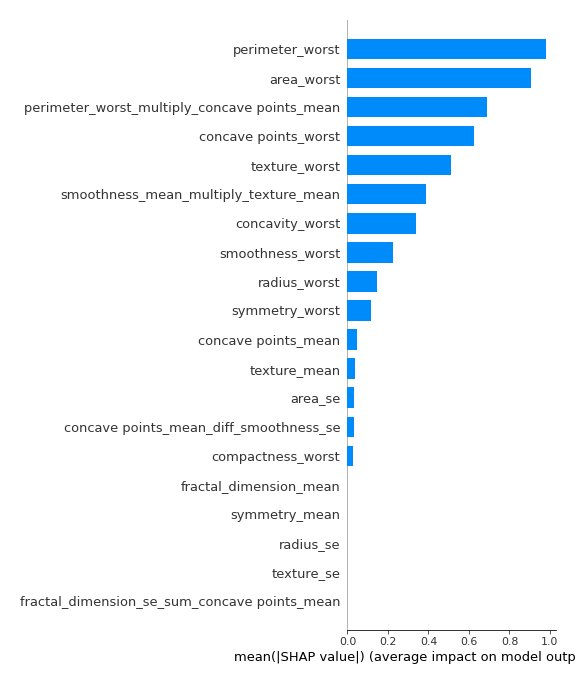 perimeter_worst
area_worst
perimeter_worst_multiply_concave points_mean
concave points_worst
texture_worst
smoothness_mean_multiply_texture_mean
concavity_worst
smoothness_worst
radius_worst
symmetry_worst
concave points_mean
texture_mean
area_se
concave points_mean_diff_smoothness_se
compactness_worst
fractal_dimension_mean
symmetry_mean
radius_se
texture_se
fractal_dimension_se_sum_concave points_mean
0.0 0.2 0.4 0.6 0.8 1.0
mean(|SHAP value|) (average impact on model outp